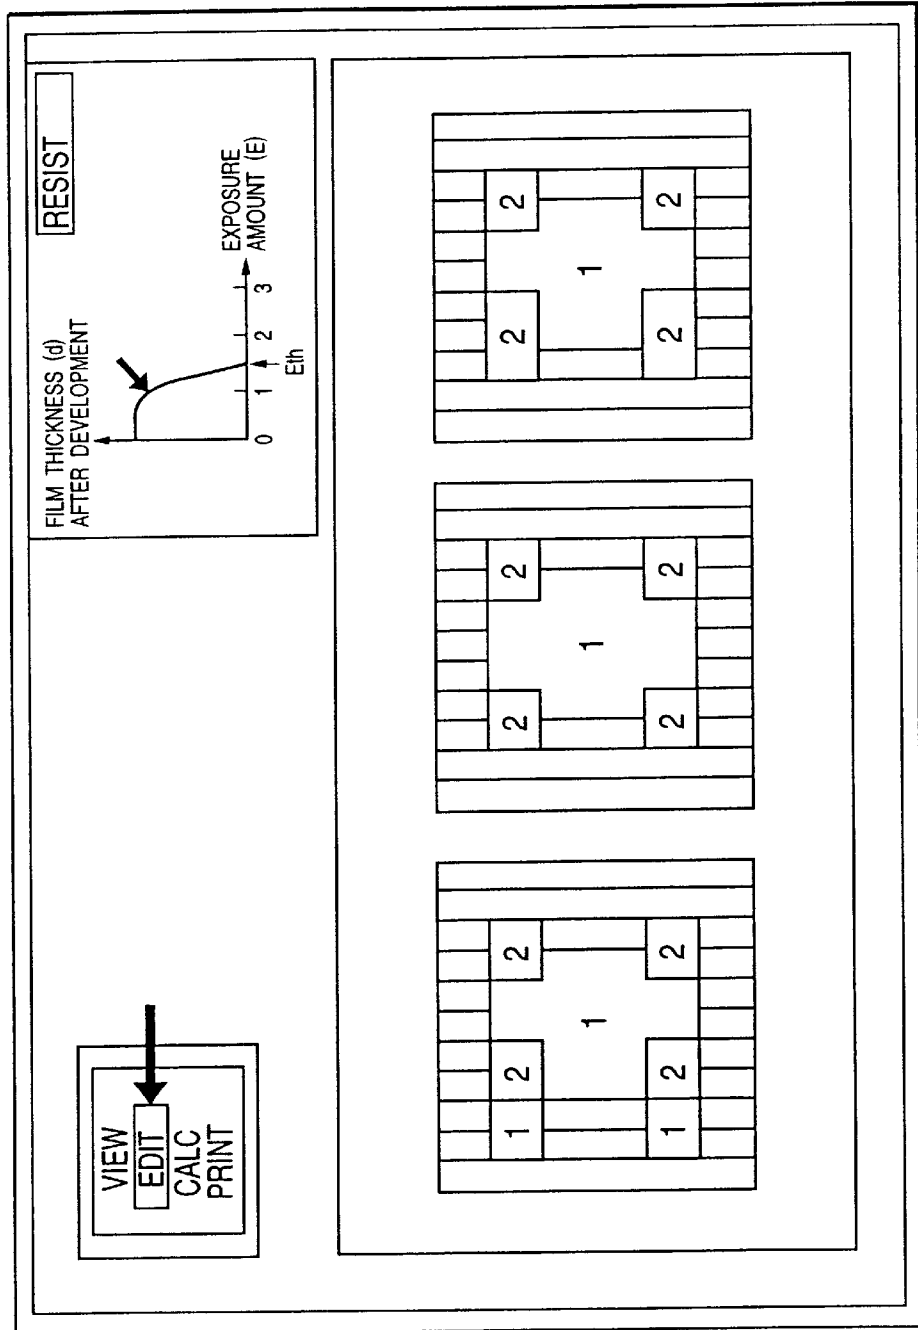 VIEW
EDIT
CALC
PRINT
FILM THICKNESS (d)
AFTER DEVELOPMENT
RESIST
0 1 2 3
Eth
EXPOSURE
AMOUNT (E)
1 2 2
1
1 2 2
2 2
1
2 2
2 2
1
2 2